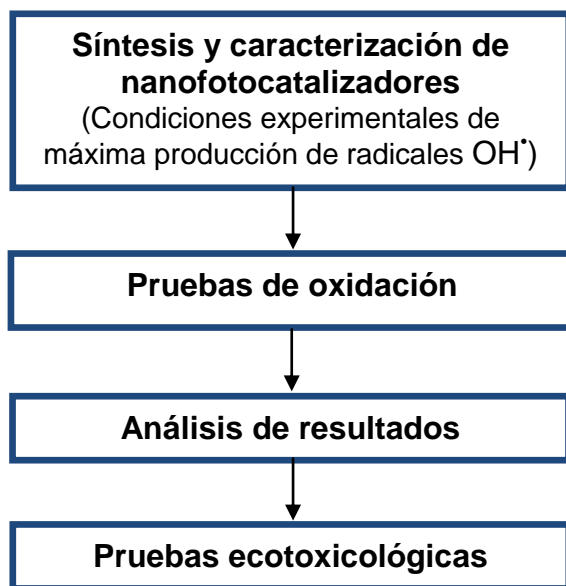 Síntesis y caracterización de
nanofotocatalizadores
(Condiciones experimentales de
máxima producción de radicales OH•)
Pruebas de oxidación
Análisis de resultados
Pruebas ecotoxicológicas